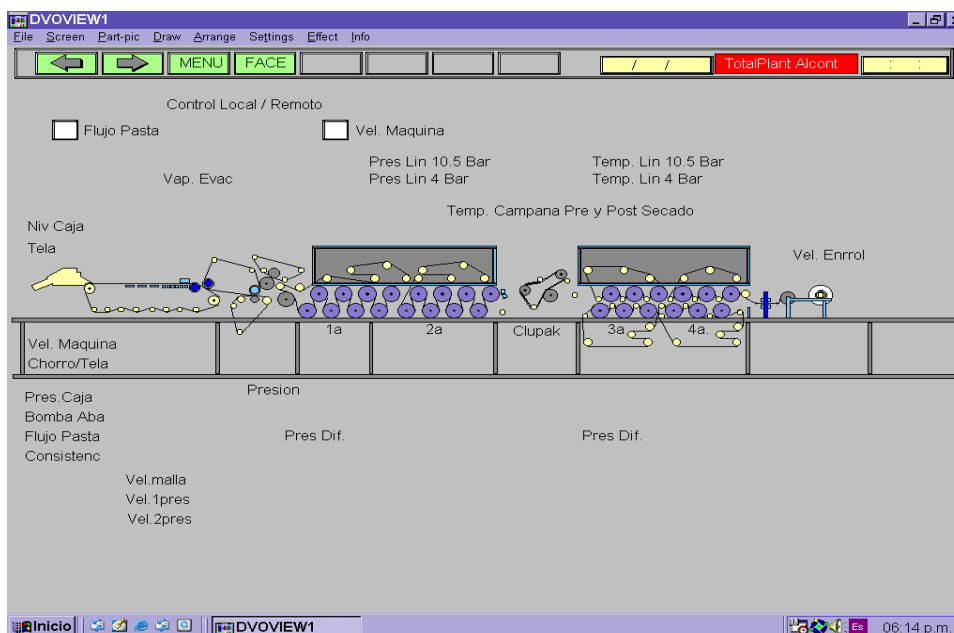 DVOVIEW1
File Screen Part-pic Draw Arrange Settings Effect Info
MENU FACE / / TotalPlant Alcont : :
Control Local / Remoto
Flujo Pasta Vel. Maquina
Pres Lin 10.5 Bar Temp. Lin 10.5 Bar
Vap. Evac Pres Lin 4 Bar Temp. Lin 4 Bar
Temp. Campana Pre y Post Secado
Niv Caja
Tela Vel. Enrrol
1a 2a Clupak 3a 4a.
Vel. Maquina
Chorro/Tela
Pres.Caja Presion
Bomba Aba
Flujo Pasta Pres Dif. Pres Dif.
Consistenc
Vel.malla
Vel.1pres
Vel.2pres
Inicio DVOVIEW1 Es 06:14 p.m.